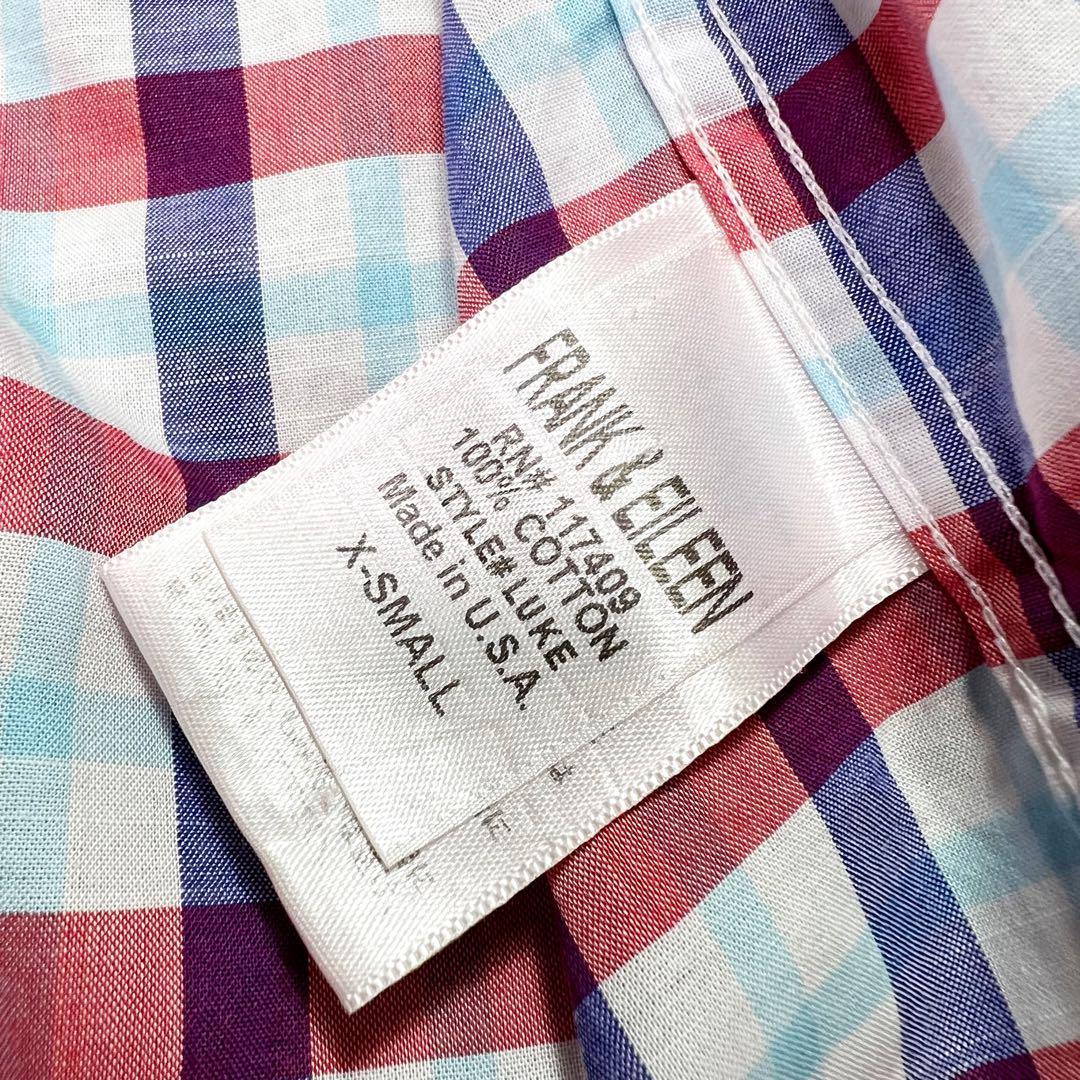 FRANK & EILEEN
RN# 117409
100% COTTON
STYLE# LUKE
Made in U.S.A.
X-SMALL